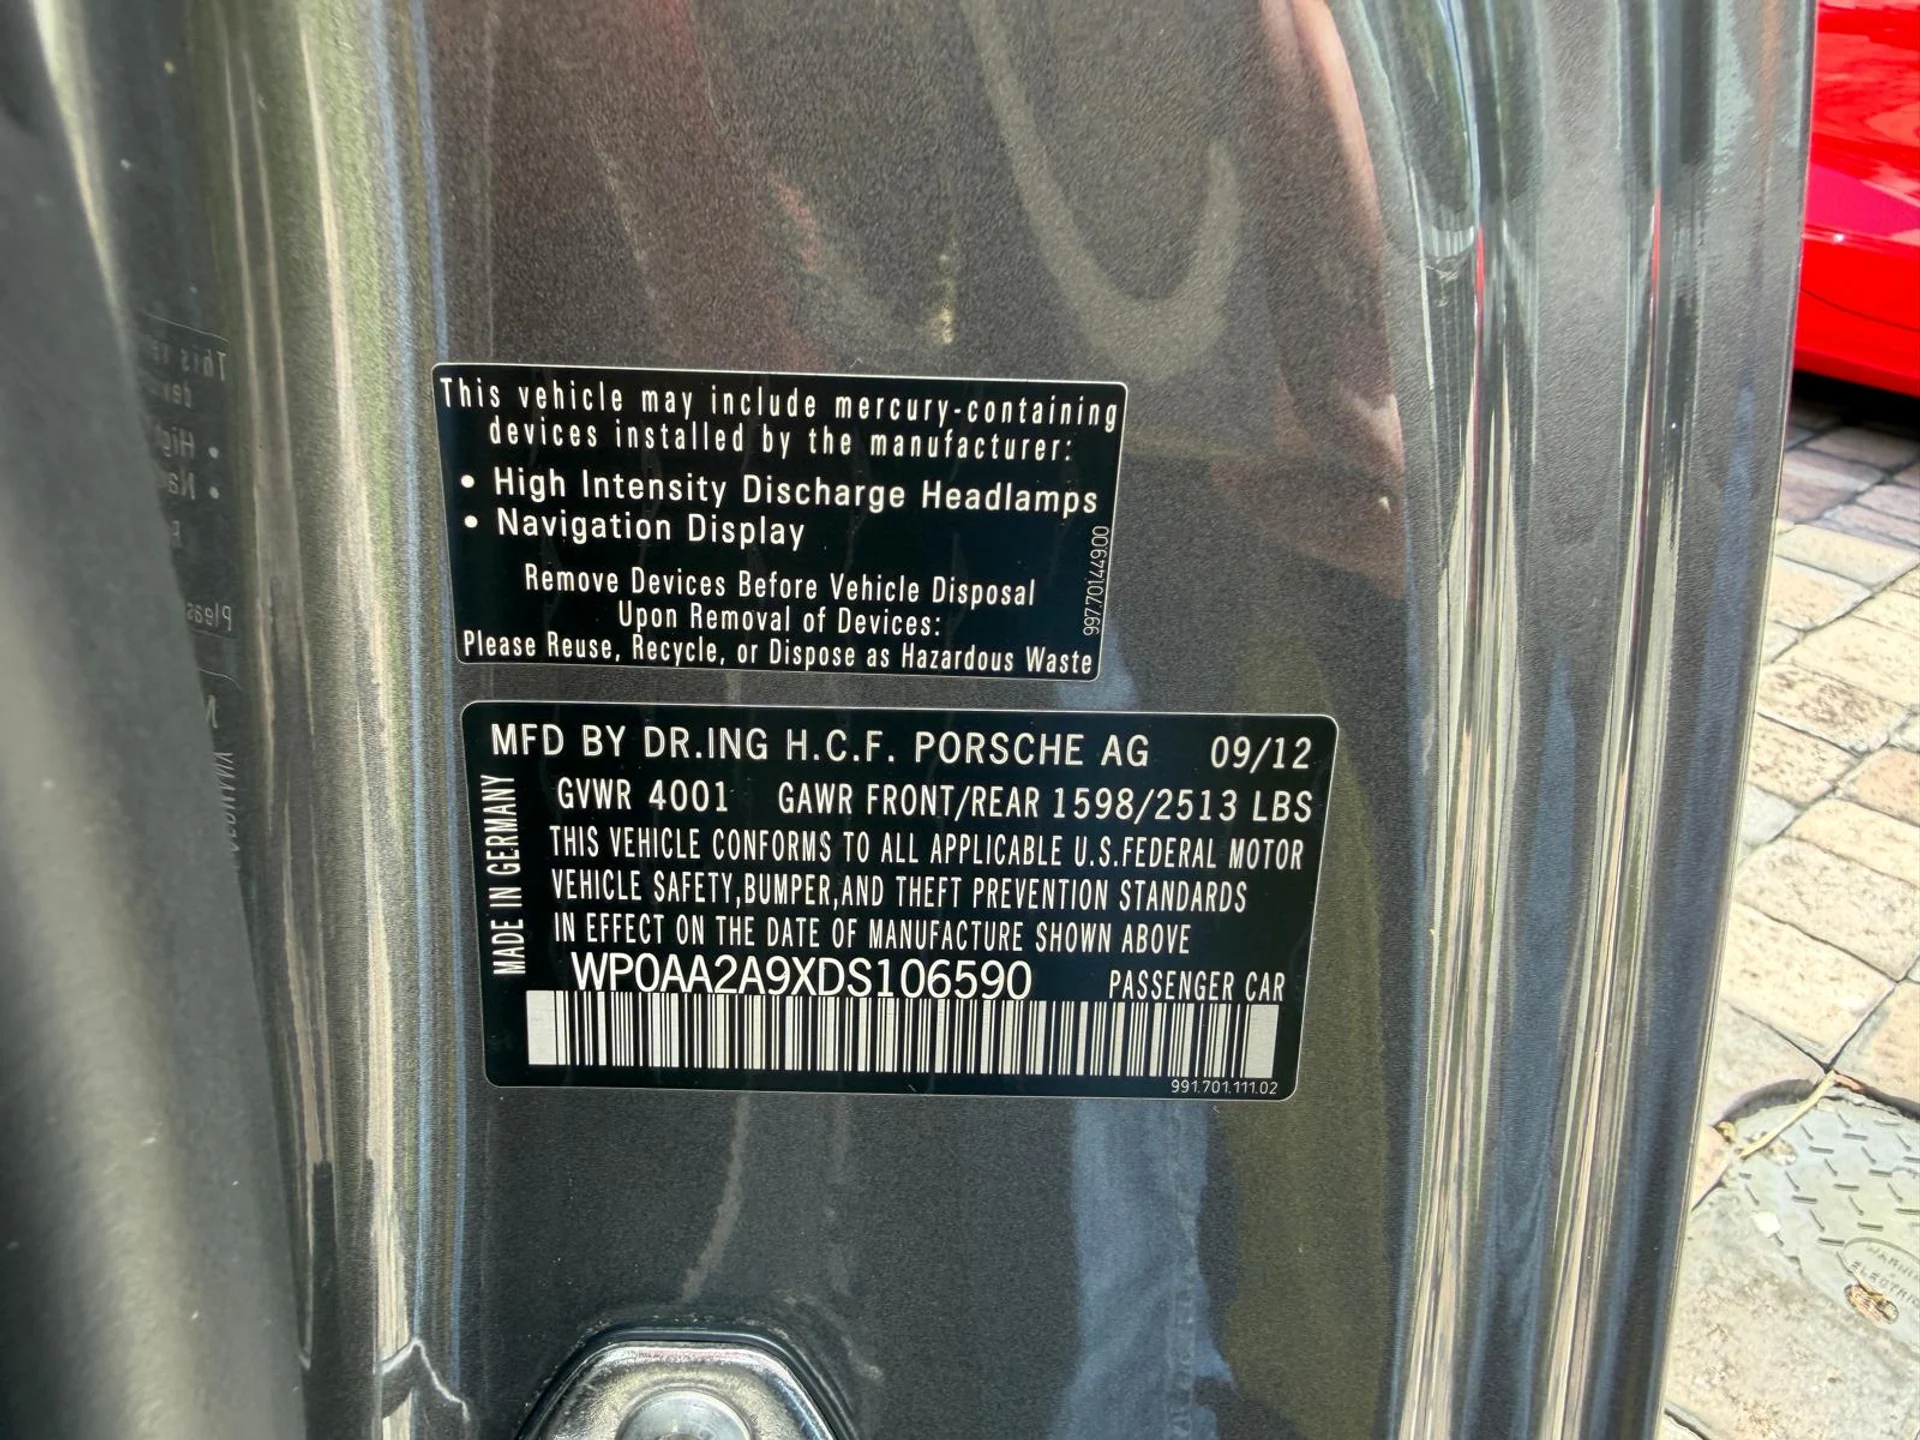 This vehicle may include mercury-containing
devices installed by the manufacturer:
• High Intensity Discharge Headlamps
• Navigation Display
Remove Devices Before Vehicle Disposal
Upon Removal of Devices:
Please Reuse, Recycle, or Dispose as Hazardous Waste
997.701.449.00
MFD BY DR.ING H.C.F. PORSCHE AG 09/12
GVWR 4001 GAWR FRONT/REAR 1598/2513 LBS
THIS VEHICLE CONFORMS TO ALL APPLICABLE U.S.FEDERAL MOTOR
VEHICLE SAFETY,BUMPER,AND THEFT PREVENTION STANDARDS
IN EFFECT ON THE DATE OF MANUFACTURE SHOWN ABOVE
MADE IN GERMANY
WP0AA2A9XDS106590 PASSENGER CAR
991.701.111.02